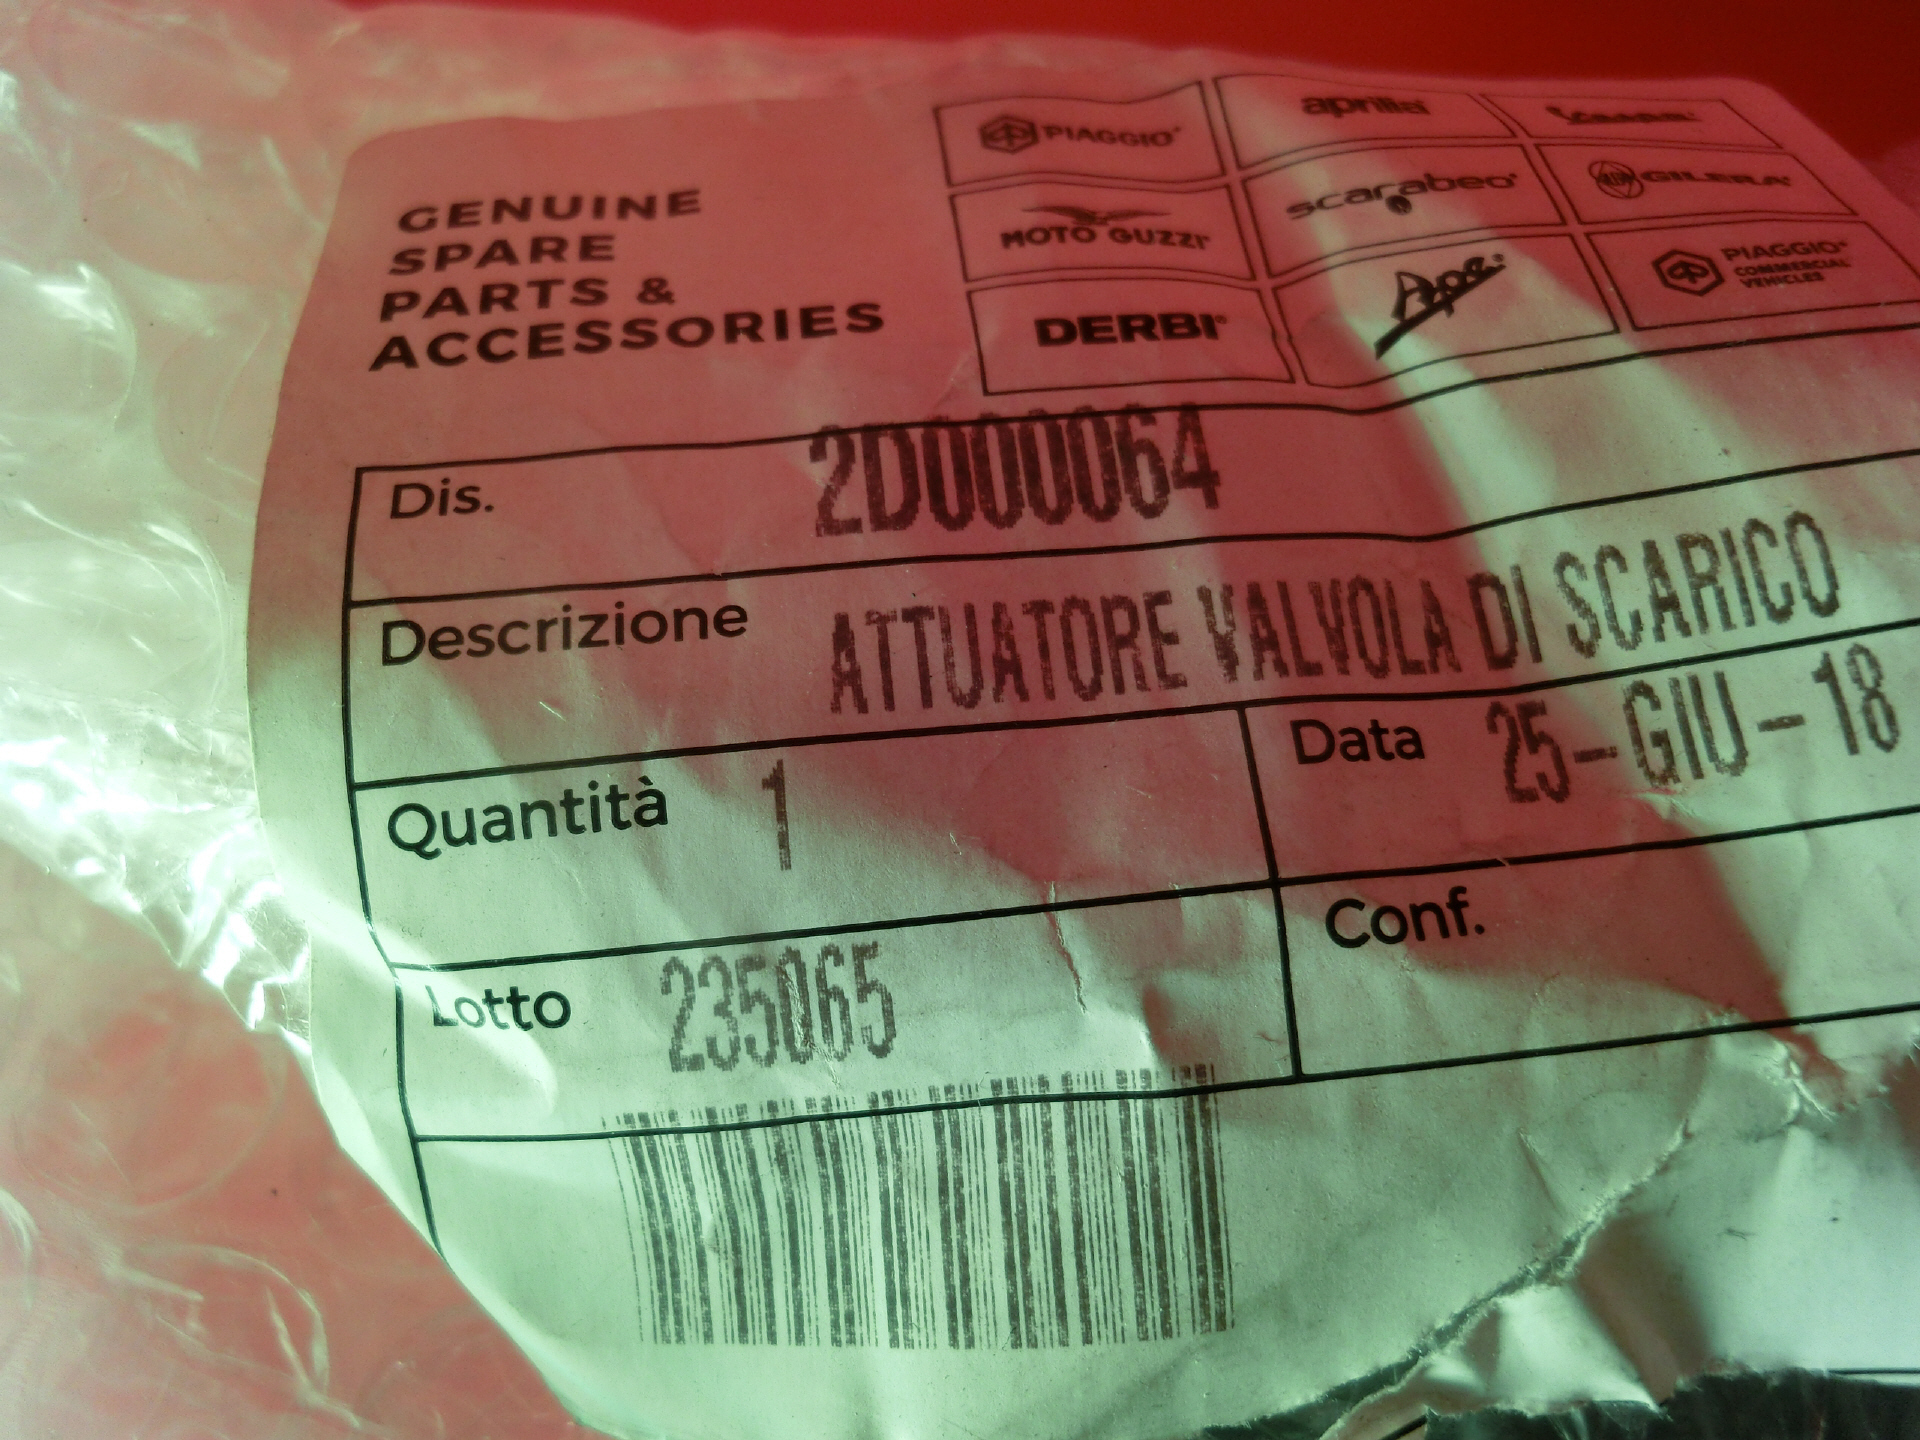 GENUINE
SPARE
PARTS &
ACCESSORIES
PIAGGIO®
aprilia®
Vespa®
MOTO GUZZI®
scarabeo®
GILERA®
DERBI®
Ape®
PIAGGIO®
COMMERCIAL
VEHICLES
Dis. 2D000064
Descrizione ATTUATORE VALVOLA DI SCARICO
Quantità 1
Data 25-GIU-18
Lotto 235065
Conf.